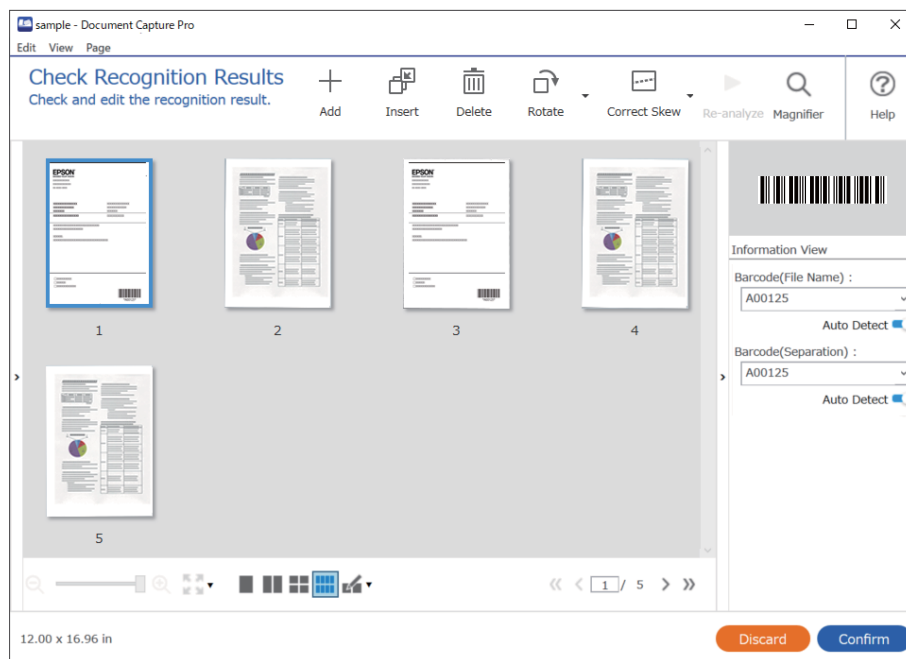 sample - Document Capture Pro
Edit View Page
Check Recognition Results
Check and edit the recognition result.
Add Insert Delete Rotate Correct Skew Re-analyze Magnifier Help
EPSON
EPSON
1 2 3 4
5
Information View
Barcode(File Name) :
A00125
Auto Detect
Barcode(Separation) :
A00125
Auto Detect
1 / 5
12.00 x 16.96 in
Discard Confirm